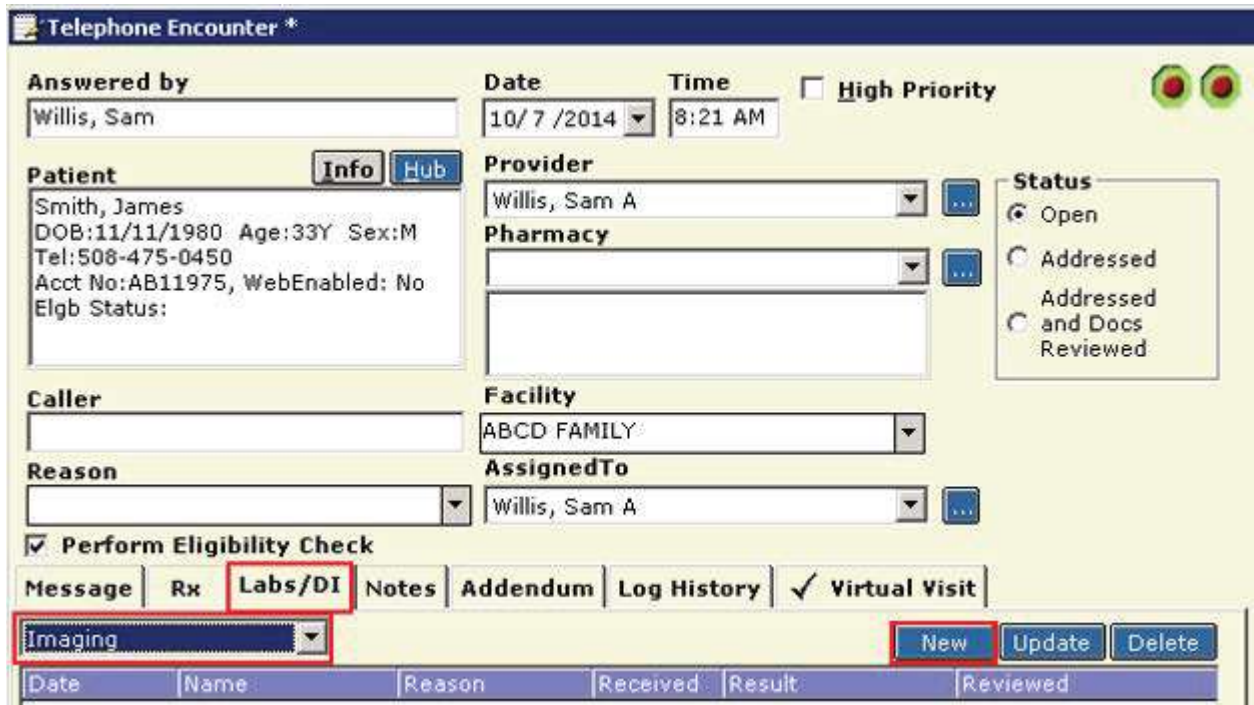 Telephone Encounter *
Answered by
Willis, Sam
Date
10/ 7 /2014
Time
8:21 AM
High Priority
Patient
Info
Hub
Smith, James
DOB:11/11/1980 Age:33Y Sex:M
Tel:508-475-0450
Acct No:AB11975, WebEnabled: No
Elgb Status:
Provider
Willis, Sam A
...
Pharmacy
...
Status
Open
Addressed
Addressed
and Docs
Reviewed
Caller
Facility
ABCD FAMILY
Reason
AssignedTo
Willis, Sam A
...
Perform Eligibility Check
Message Rx Labs/DI Notes Addendum Log History Virtual Visit
Imaging
New Update Delete
Date Name Reason Received Result Reviewed